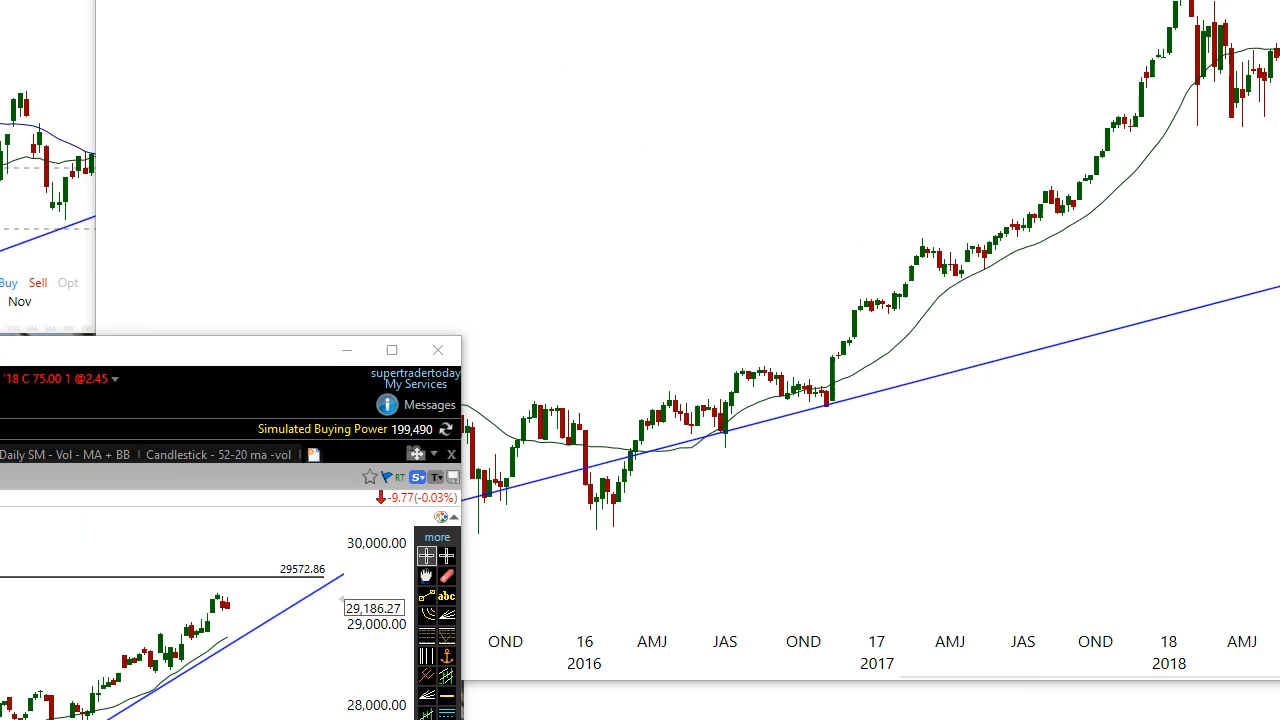 Buy Sell Opt
Nov
'18 C 75.00 1 @2.45
supertradertoday
My Services
Messages
Simulated Buying Power 199,490
Daily SM - Vol - MA + BB Candlestick - 52-20 ma -vol
RT S T
-9.77(-0.03%)
more
30,000.00
29572.86
29,186.27
29,000.00
abc
28,000.00
OND 16 AMJ JAS OND 17 AMJ JAS OND 18 AMJ
2016 2017 2018